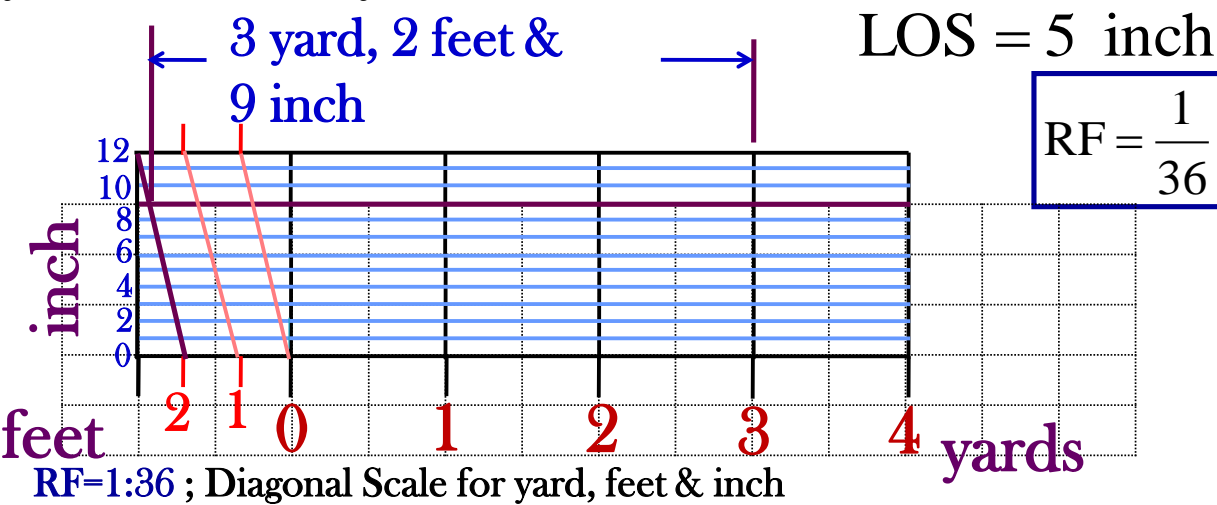 3 yard, 2 feet &
9 inch
LOS = 5 inch
RF = 1/36
12
10
8
6
4
2
0
inch
feet
2 1 0 1 2 3 4
yards
RF=1:36 ; Diagonal Scale for yard, feet & inch